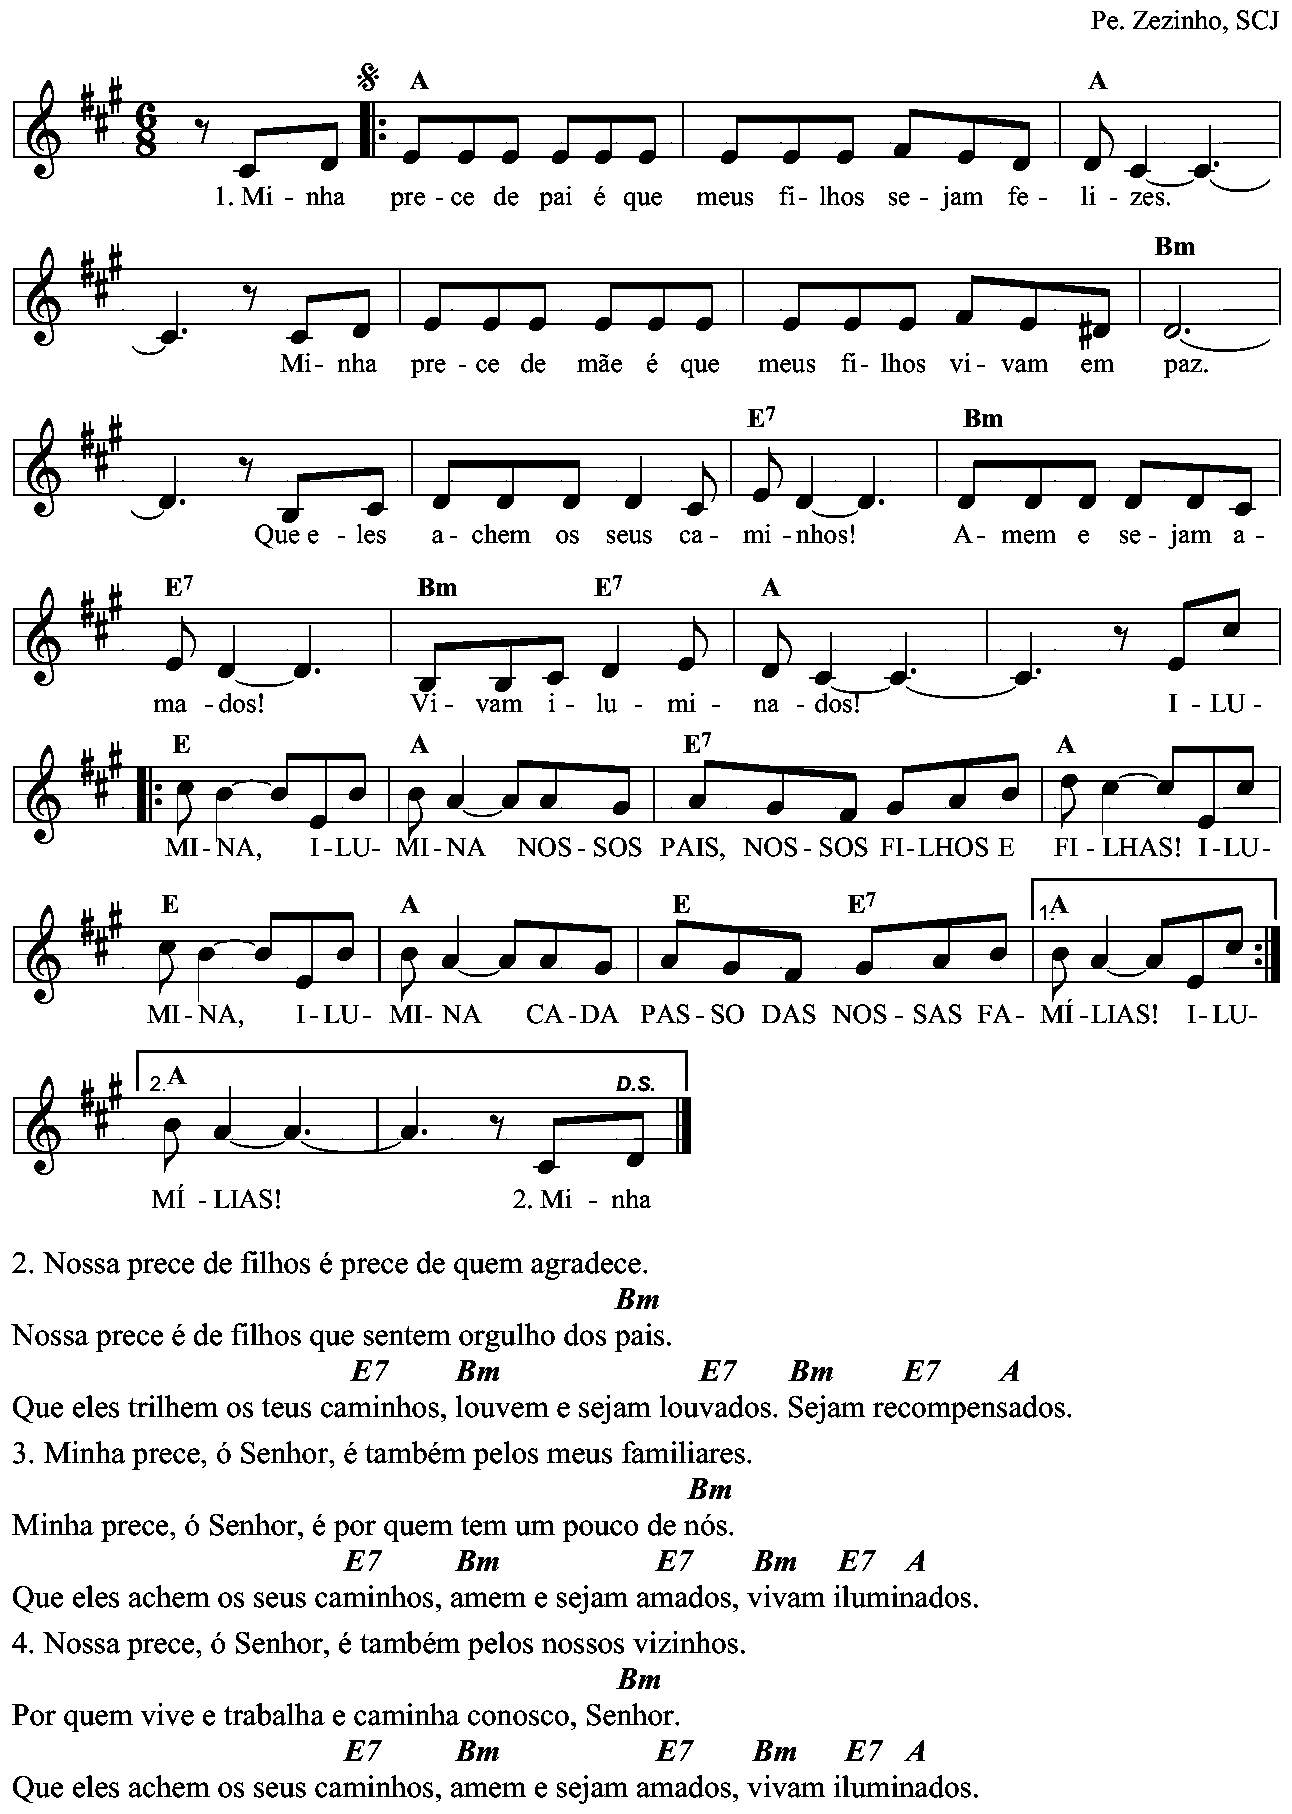 Pe. Zezinho, SCJ
A A
1. Mi - nha pre - ce de pai é que meus fi - lhos se - jam fe - li - zes.
Bm
Mi - nha pre - ce de mãe é que meus fi - lhos vi - vam em paz.
E7 Bm
Que e - les a - chem os seus ca - mi - nhos! A - mem e se - jam a -
E7 Bm E7 A
ma - dos! Vi - vam i - lu - mi - na - dos! I - LU -
E A E7 A
MI - NA, I - LU - MI - NA NOS - SOS PAIS, NOS - SOS FI - LHOS E FI - LHAS! I - LU -
E A E E7 1. A
MI - NA, I - LU - MI - NA CA - DA PAS - SO DAS NOS - SAS FA - MÍ - LIAS! I - LU -
2. A D.S.
MÍ - LIAS! 2. Mi - nha
2. Nossa prece de filhos é prece de quem agradece.
Bm
Nossa prece é de filhos que sentem orgulho dos pais.
E7 Bm E7 Bm E7 A
Que eles trilhem os teus caminhos, louvem e sejam louvados. Sejam recompensados.
3. Minha prece, ó Senhor, é também pelos meus familiares.
Bm
Minha prece, ó Senhor, é por quem tem um pouco de nós.
E7 Bm E7 Bm E7 A
Que eles achem os seus caminhos, amem e sejam amados, vivam iluminados.
4. Nossa prece, ó Senhor, é também pelos nossos vizinhos.
Bm
Por quem vive e trabalha e caminha conosco, Senhor.
E7 Bm E7 Bm E7 A
Que eles achem os seus caminhos, amem e sejam amados, vivam iluminados.